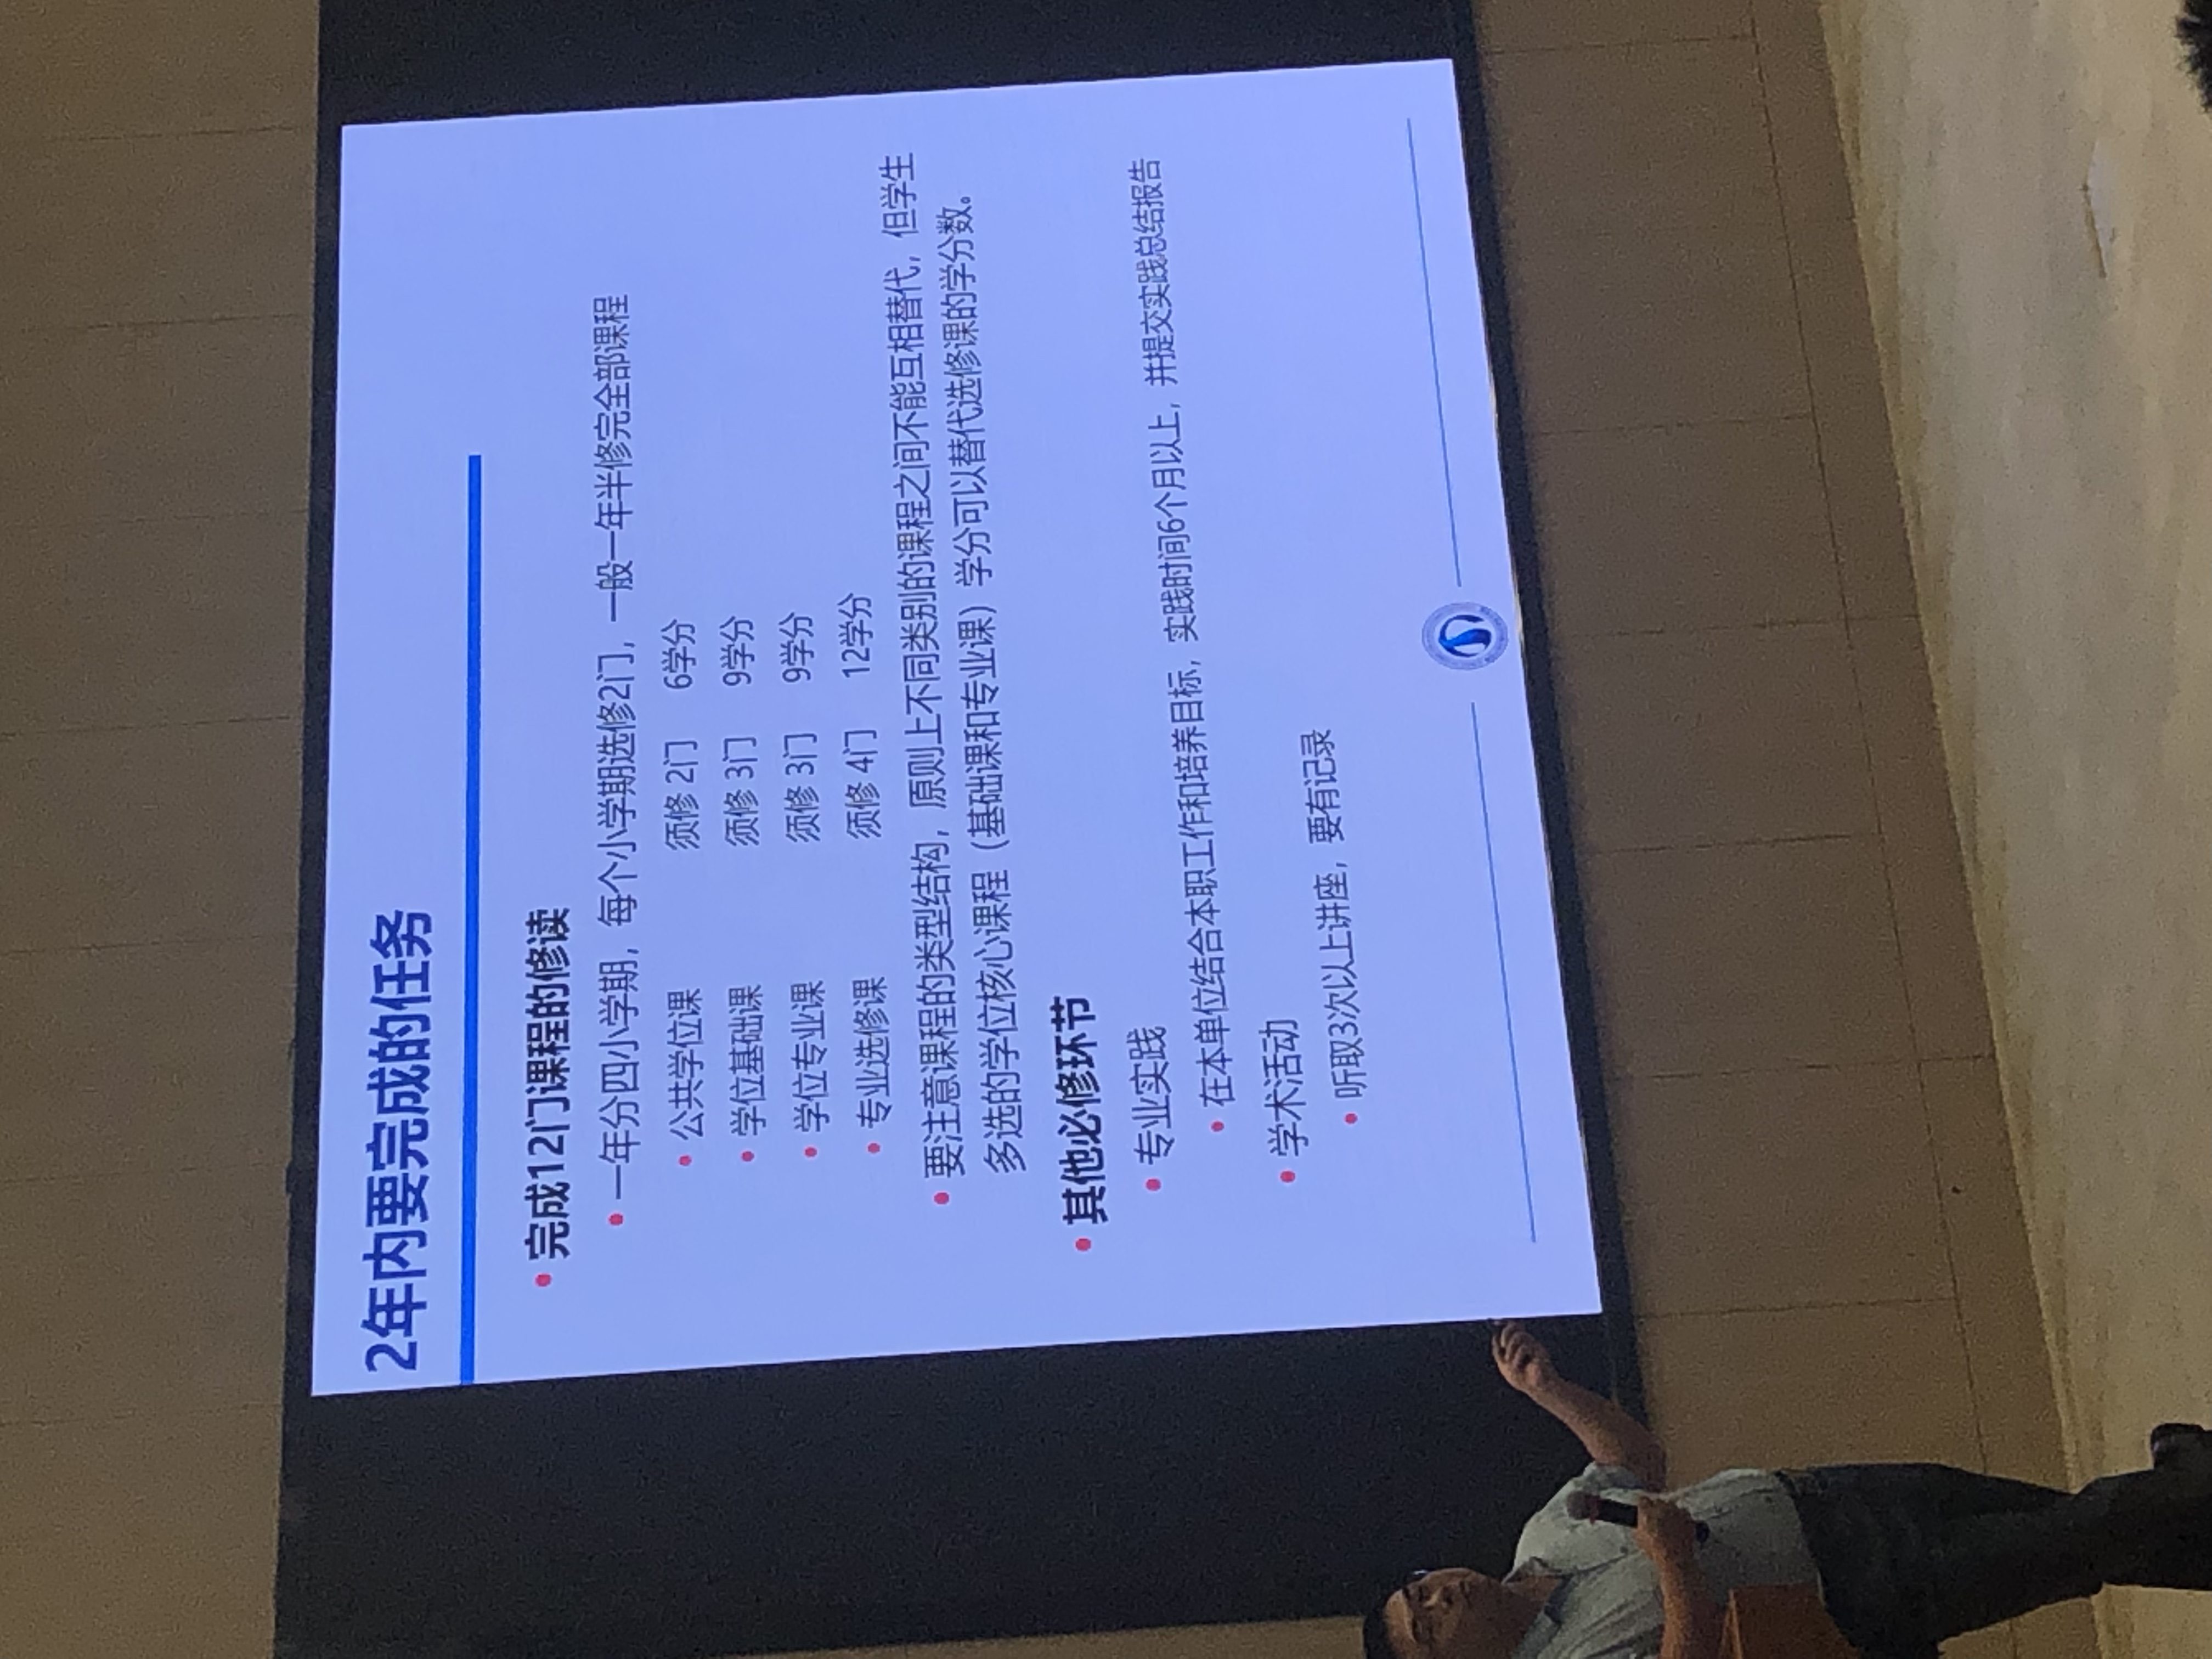 2年内要完成的任务
• 完成12门课程的修读
• 一年分四小学期，每个小学期选修2门，一般一年半修完全部课程
• 公共学位课 须修 2门 6学分
• 学位基础课 须修 3门 9学分
• 学位专业课 须修 3门 9学分
• 专业选修课 须修 4门 12学分
• 要注意课程的类型结构，原则上不同类别的课程之间不能互相替代，但学生
多选的学位核心课程（基础课和专业课）学分可以替代选修课的学分数。
• 其他必修环节
• 专业实践
• 在本单位结合本职工作和培养目标，实践时间6个月以上，并提交实践总结报告
• 学术活动
• 听取3次以上讲座，要有记录